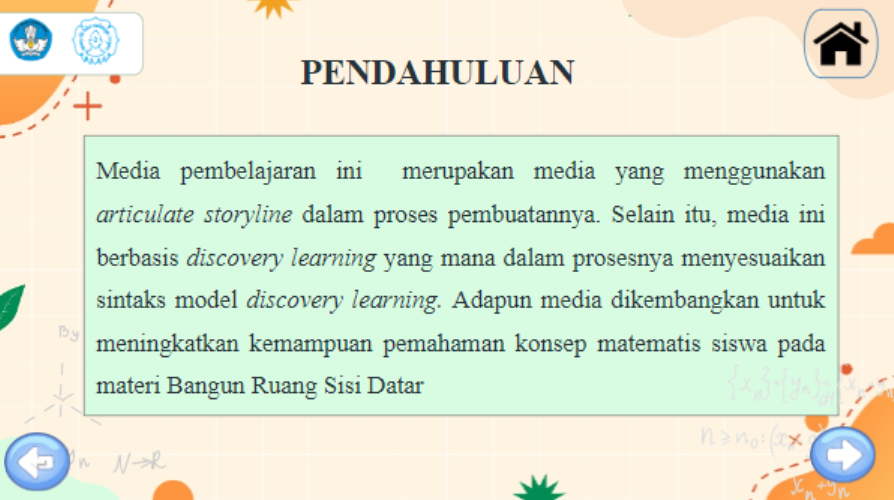 PENDAHULUAN
Media pembelajaran ini merupakan media yang menggunakan
articulate storyline dalam proses pembuatannya. Selain itu, media ini
berbasis discovery learning yang mana dalam prosesnya menyesuaikan
sintaks model discovery learning. Adapun media dikembangkan untuk
meningkatkan kemampuan pemahaman konsep matematis siswa pada
materi Bangun Ruang Sisi Datar
By
N→R